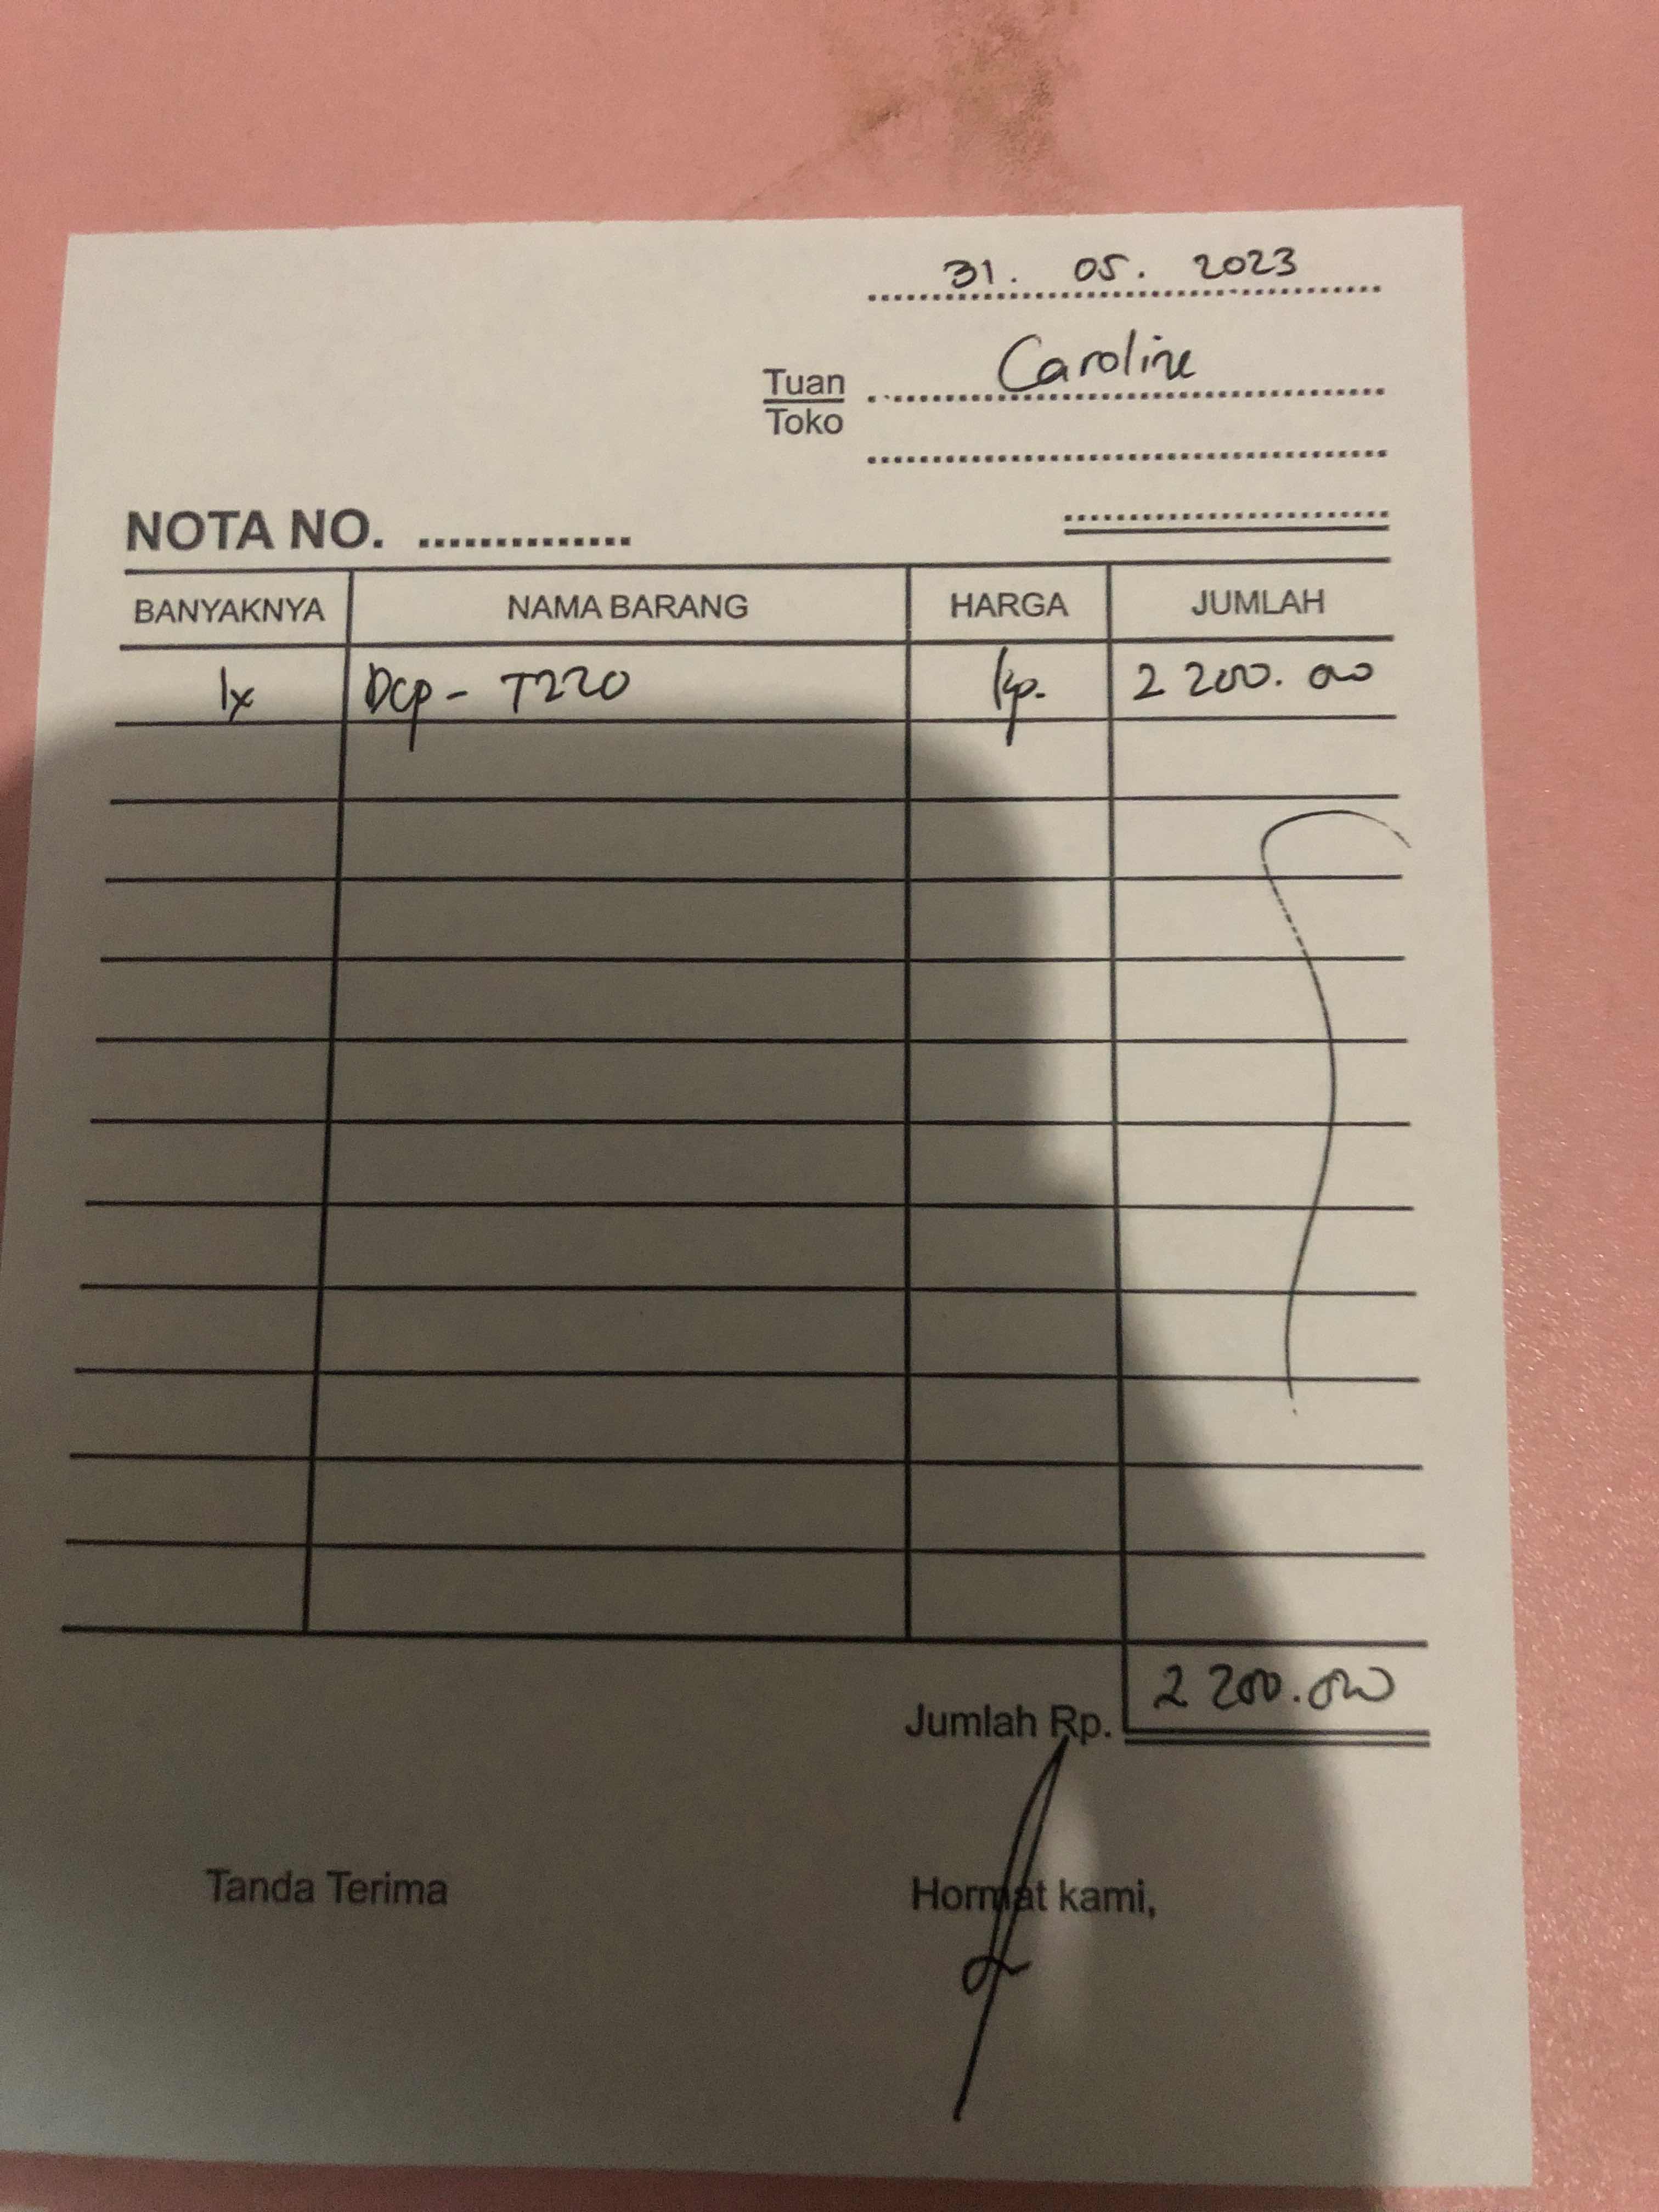 31. 05. 2023
Tuan Caroline
Toko
NOTA NO. ..............
BANYAKNYA NAMA BARANG HARGA JUMLAH
1x DCP - T220 Rp. 2 200.000
Jumlah Rp. 2 200.000
Tanda Terima Hormat kami,